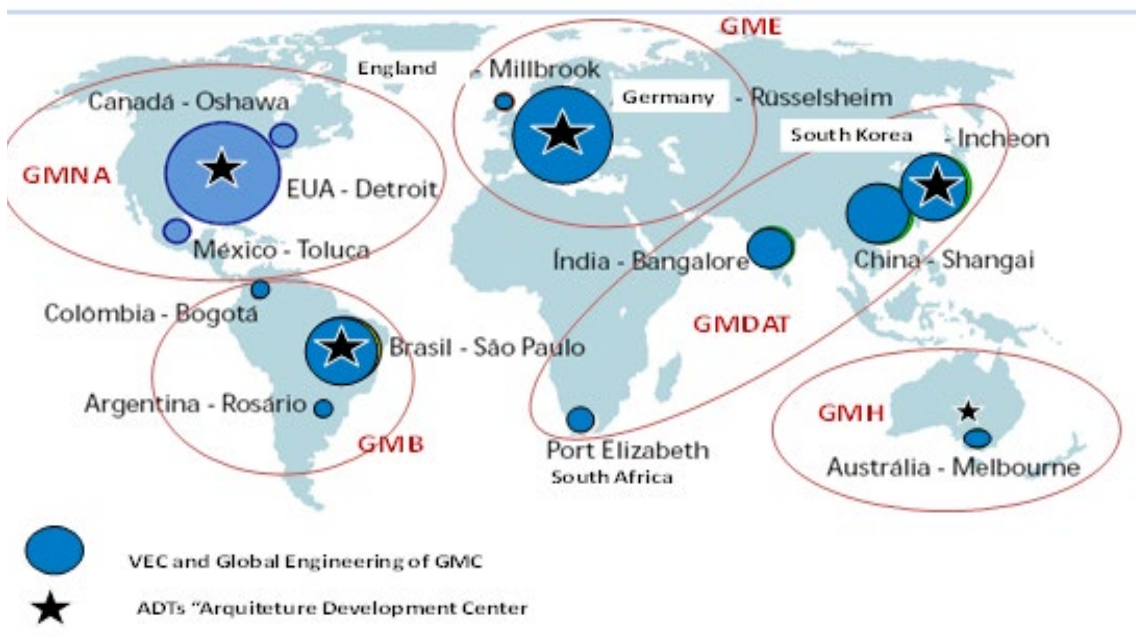 GME
England - Millbrook
Canadá - Oshawa
Germany - Rüsselsheim
South Korea - Incheon
GMNA
EUA - Detroit
México - Toluca
Índia - Bangalore
China - Shangai
Colômbia - Bogotá
GMDAT
Brasil - São Paulo
Argentina - Rosário
GMB
GMH
Port Elizabeth
South Africa
Austrália - Melbourne
VEC and Global Engineering of GMC
ADTs “Arquiteture Development Center